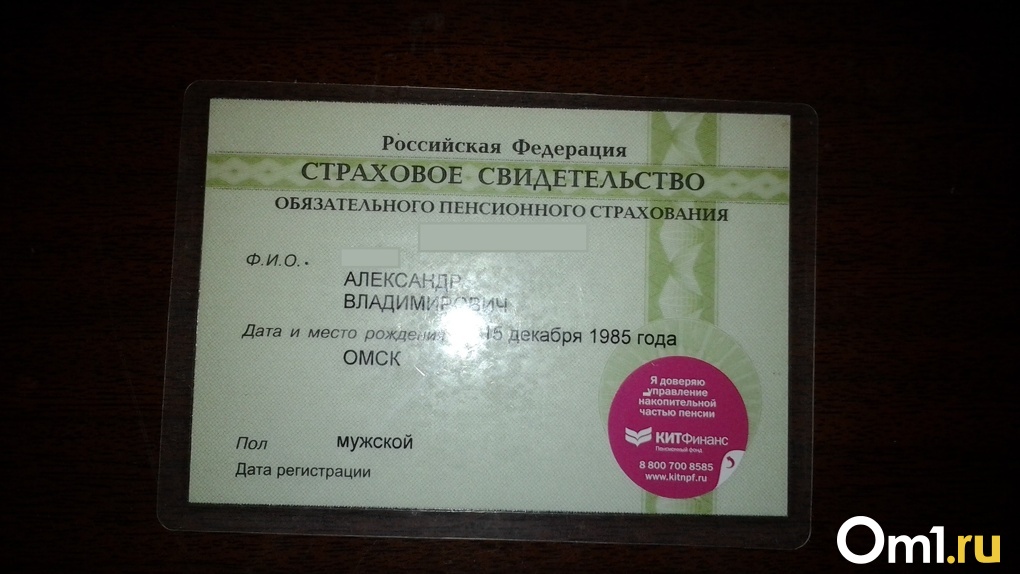 Российская Федерация
СТРАХОВОЕ СВИДЕТЕЛЬСТВО
ОБЯЗАТЕЛЬНОГО ПЕНСИОННОГО СТРАХОВАНИЯ
Ф.И.О.
АЛЕКСАНДР
ВЛАДИМИРОВИЧ
Дата и место рождения 15 декабря 1985 года
ОМСК
Пол мужской
Дата регистрации
Я доверяю
управление
накопительной
частью пенсии
КИТФинанс
Пенсионный фонд
8 800 700 8585
www.kitnpf.ru
Om1.ru